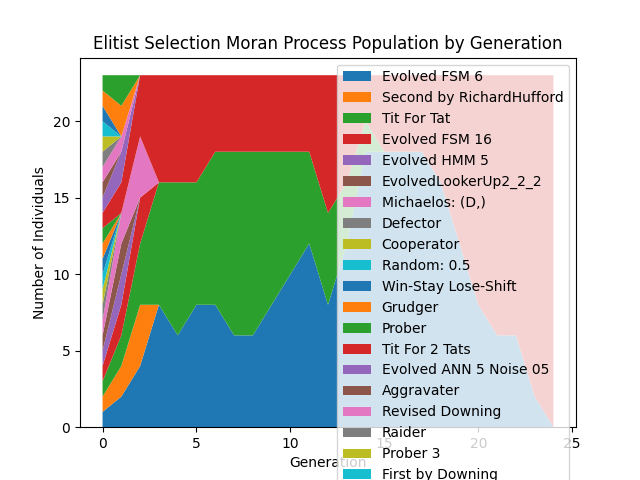 Elitist Selection Moran Process Population by Generation
Number of Individuals
20
15
10
5
0
0
5
10
15
20
25
Generation
Evolved FSM 6
Second by RichardHufford
Tit For Tat
Evolved FSM 16
Evolved HMM 5
EvolvedLookerUp2_2_2
Michaelos: (D,)
Defector
Cooperator
Random: 0.5
Win-Stay Lose-Shift
Grudger
Prober
Tit For 2 Tats
Evolved ANN 5 Noise 05
Aggravater
Revised Downing
Raider
Prober 3
First by Downing